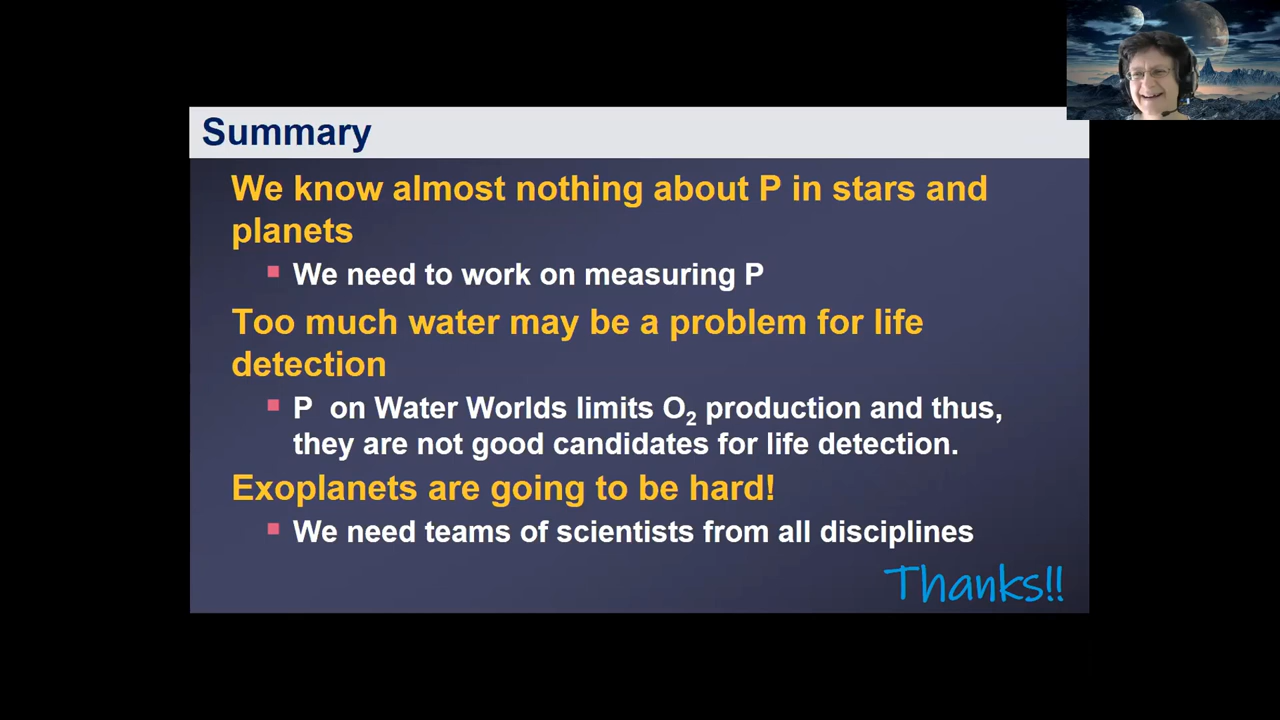 Summary
We know almost nothing about P in stars and
planets
▪ We need to work on measuring P
Too much water may be a problem for life
detection
▪ P on Water Worlds limits O₂ production and thus,
they are not good candidates for life detection.
Exoplanets are going to be hard!
▪ We need teams of scientists from all disciplines
Thanks!!